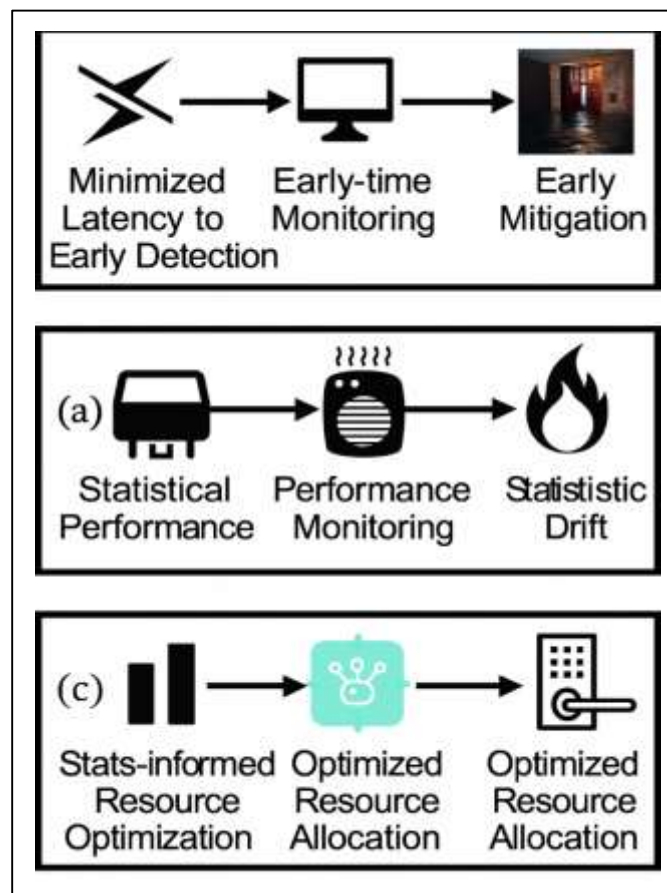 Minimized
Latency to
Early Detection
Early-time
Monitoring
Early
Mitigation
(a)
Statistical
Performance
Performance
Monitoring
Statististic
Drift
(c)
Stats-informed
Resource
Optimization
Optimized
Resource
Allocation
Optimized
Resource
Allocation